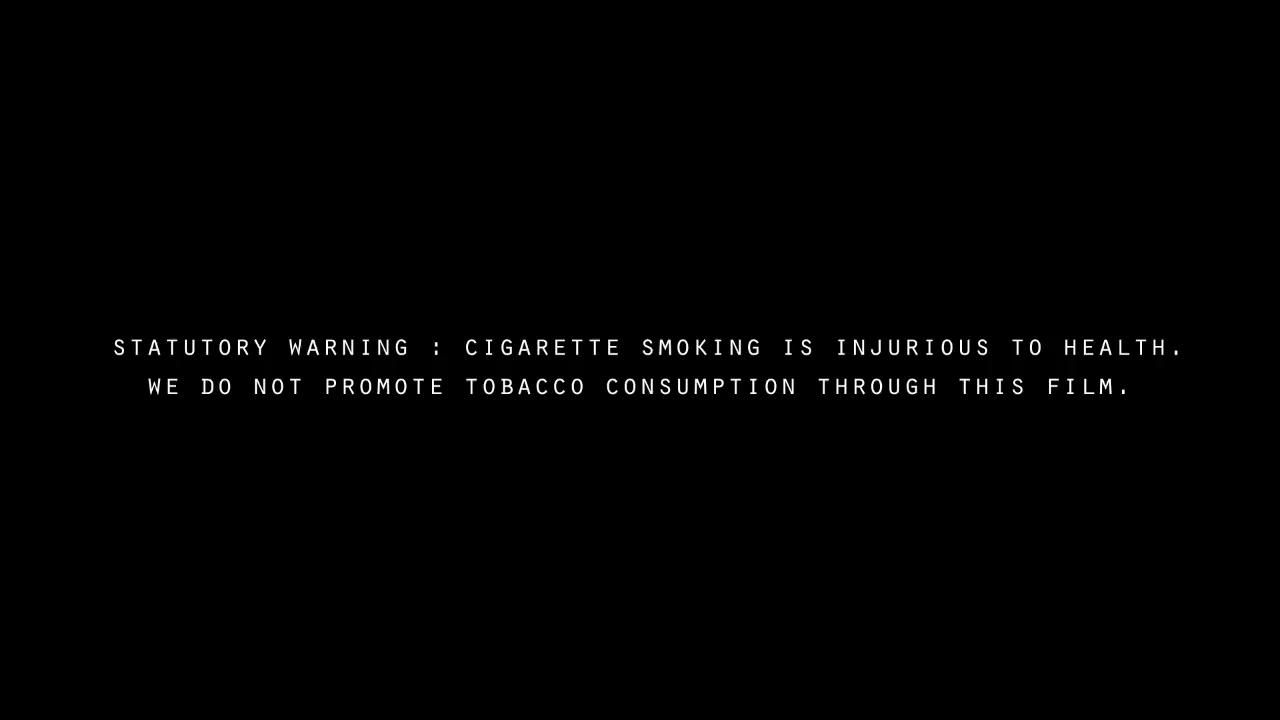 STATUTORY WARNING : CIGARETTE SMOKING IS INJURIOUS TO HEALTH.
WE DO NOT PROMOTE TOBACCO CONSUMPTION THROUGH THIS FILM.